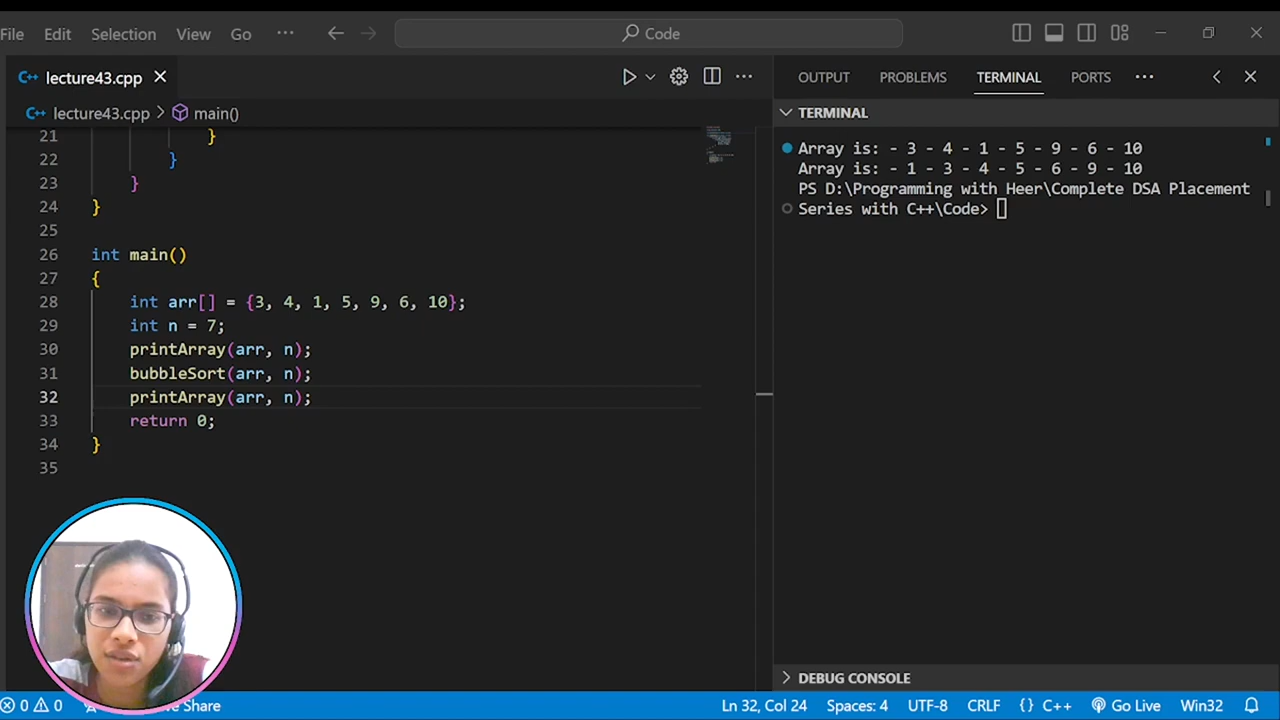 File Edit Selection View Go ··· Code
lecture43.cpp
lecture43.cpp > main()
21 }
22 }
23 }
24 }
25
26 int main()
27 {
28 int arr[] = {3, 4, 1, 5, 9, 6, 10};
29 int n = 7;
30 printArray(arr, n);
31 bubbleSort(arr, n);
32 printArray(arr, n);
33 return 0;
34 }
35
OUTPUT PROBLEMS TERMINAL PORTS ···
TERMINAL
Array is: - 3 - 4 - 1 - 5 - 9 - 6 - 10
Array is: - 1 - 3 - 4 - 5 - 6 - 9 - 10
PS D:\Programming with Heer\Complete DSA Placement
Series with C++\Code>
DEBUG CONSOLE
0 0 Share Ln 32, Col 24 Spaces: 4 UTF-8 CRLF {} C++ Go Live Win32